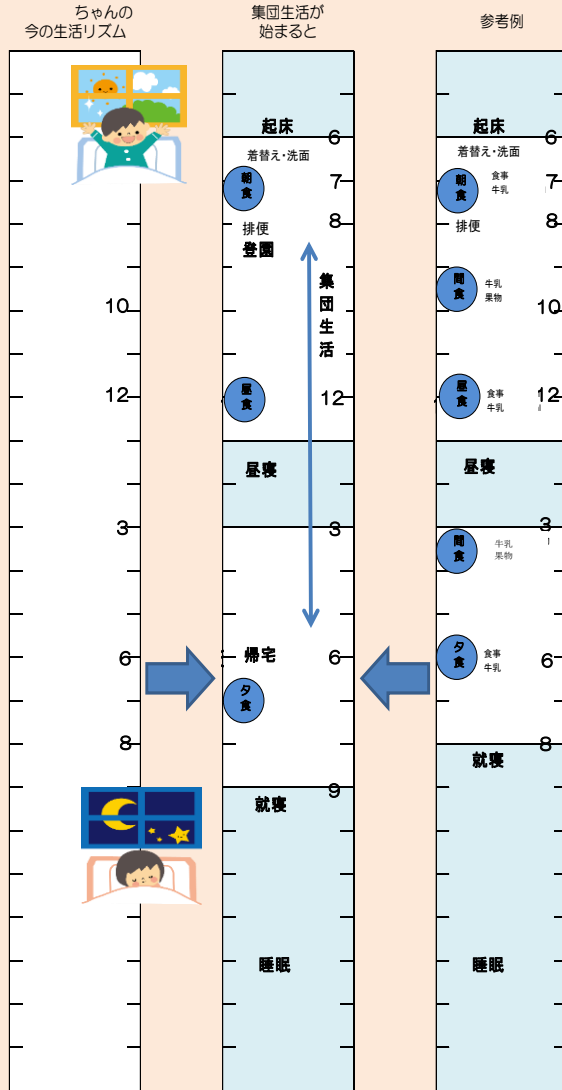 ちゃんの
今の生活リズム
10
12
3
6
8
集団生活が
始まると
起床
6
着替え・洗面
朝
食
7
8
排便
登園
集
団
生
活
昼
食
12
昼寝
3
帰宅
6
夕
食
9
就寝
睡眠
参考例
起床
6
着替え・洗面
朝
食
食事
牛乳
7
8
排便
間
食
牛乳
果物
10
昼
食
食事
牛乳
12
昼寝
3
間
食
牛乳
果物
夕
食
食事
牛乳
6
8
就寝
睡眠